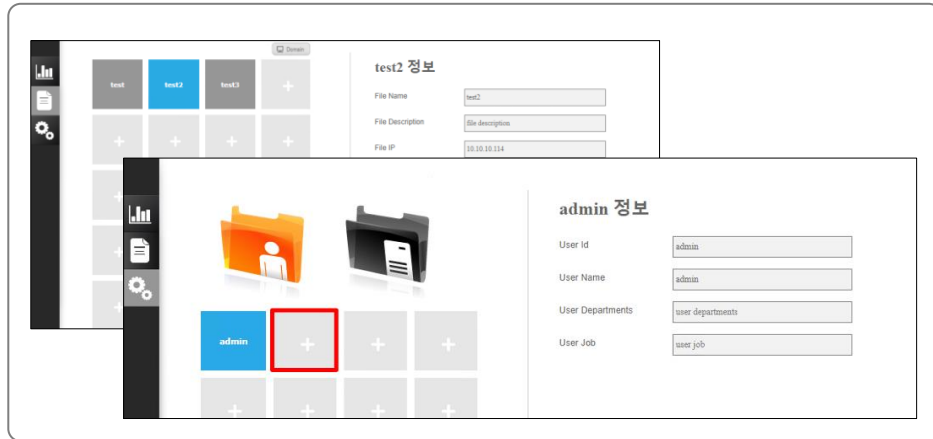 Domain
test
test2
test3
test2 정보
File Name
test2
File Description
file description
File IP
10.10.10.114
admin
admin 정보
User Id
admin
User Name
admin
User Departments
user departments
User Job
user job